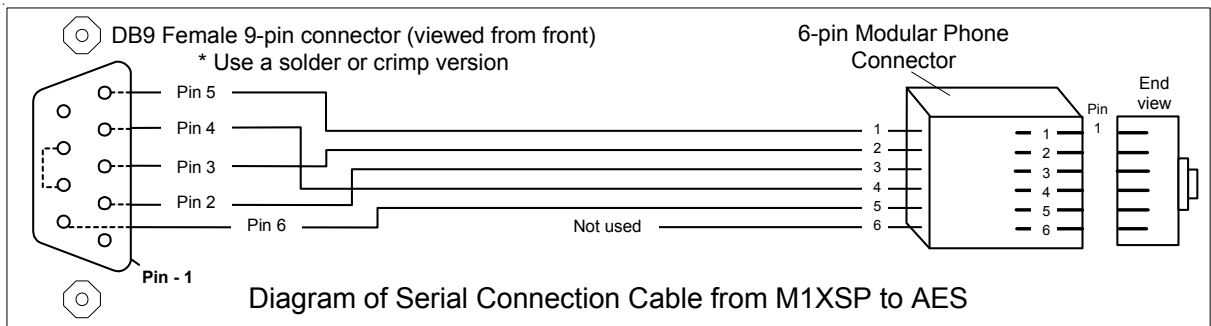 DB9 Female 9-pin connector (viewed from front)
* Use a solder or crimp version
6-pin Modular Phone
Connector
End
view
Pin
1
Pin 5
Pin 4
Pin 3
Pin 2
Pin 6
Not used
1
2
3
4
5
6
1
2
3
4
5
6
Pin - 1
Diagram of Serial Connection Cable from M1XSP to AES